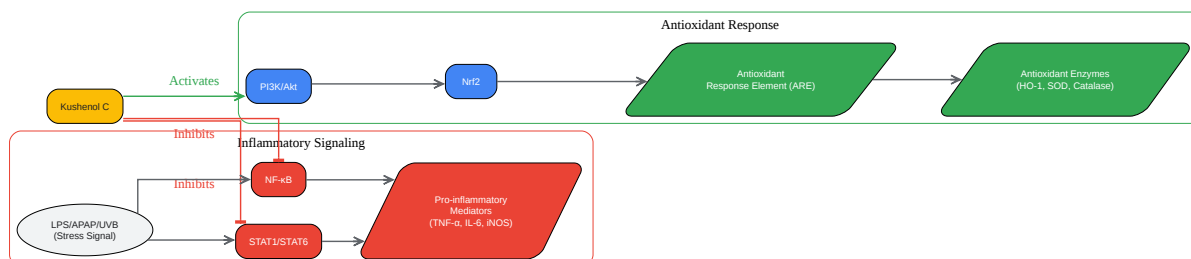 Antioxidant Response
Activates
PI3K/Akt
Nrf2
Antioxidant
Response Element (ARE)
Antioxidant Enzymes
(HO-1, SOD, Catalase)
Kushenol C
Inhibits
Inflammatory Signaling
Inhibits
NF-κB
Pro-inflammatory
Mediators
(TNF-α, IL-6, iNOS)
LPS/APAP/UVB
(Stress Signal)
STAT1/STAT6